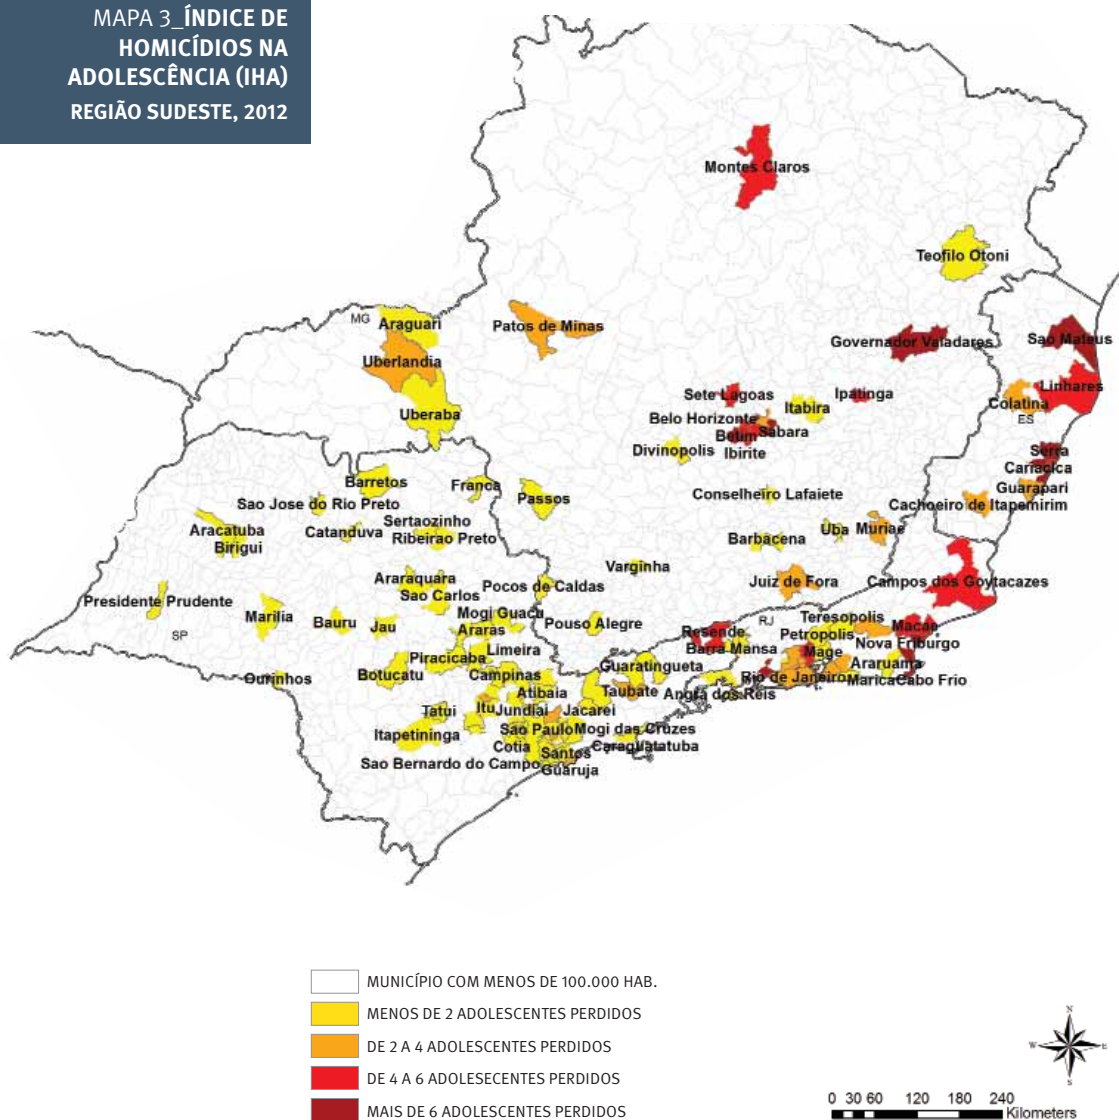 MAPA 3_ÍNDICE DE
HOMICÍDIOS NA
ADOLESCÊNCIA (IHA)
REGIÃO SUDESTE, 2012
Montes Claros
Teofilo Otoni
MG
Araguari
Patos de Minas
Governador Valadares
Sao Mateus
Uberlandia
Sete Lagoas
Ipatinga
Linhares
Colatina
Uberaba
Itabira
Belo Horizonte
ES
Betim
Sabara
Divinopolis
Ibirite
Serra
Cariacica
Barretos
Franca
Passos
Conselheiro Lafaiete
Guarapari
Sao Jose do Rio Preto
Cachoeiro de Itapemirim
Sertaozinho
Aracatuba
Catanduva
Ribeirao Preto
Barbacena
Uba
Muriae
Birigui
Varginha
Araraquara
Pocos de Caldas
Juiz de Fora
Campos dos Goytacazes
Sao Carlos
Presidente Prudente
Marilia
Bauru
Jau
Mogi Guacu
Pouso Alegre
RJ
Teresopolis
SP
Araras
Resende
Petropolis
Macae
Nova Friburgo
Limeira
Barra Mansa
Mage
Piracicaba
Guaratingueta
Araruama
Ourinhos
Botucatu
Campinas
Rio de Janeiro
Marica
Cabo Frio
Atibaia
Taubate
Angra dos Reis
Tatui
Itu
Jundiai
Jacarei
Itapetininga
Sao Paulo
Mogi das Cruzes
Cotia
Santos
Caraguatatuba
Sao Bernardo do Campo
Guaruja
MUNICÍPIO COM MENOS DE 100.000 HAB.
MENOS DE 2 ADOLESCENTES PERDIDOS
DE 2 A 4 ADOLESCENTES PERDIDOS
DE 4 A 6 ADOLESECENTES PERDIDOS
MAIS DE 6 ADOLESCENTES PERDIDOS
N
W E
S
0 30 60 120 180 240
Kilometers